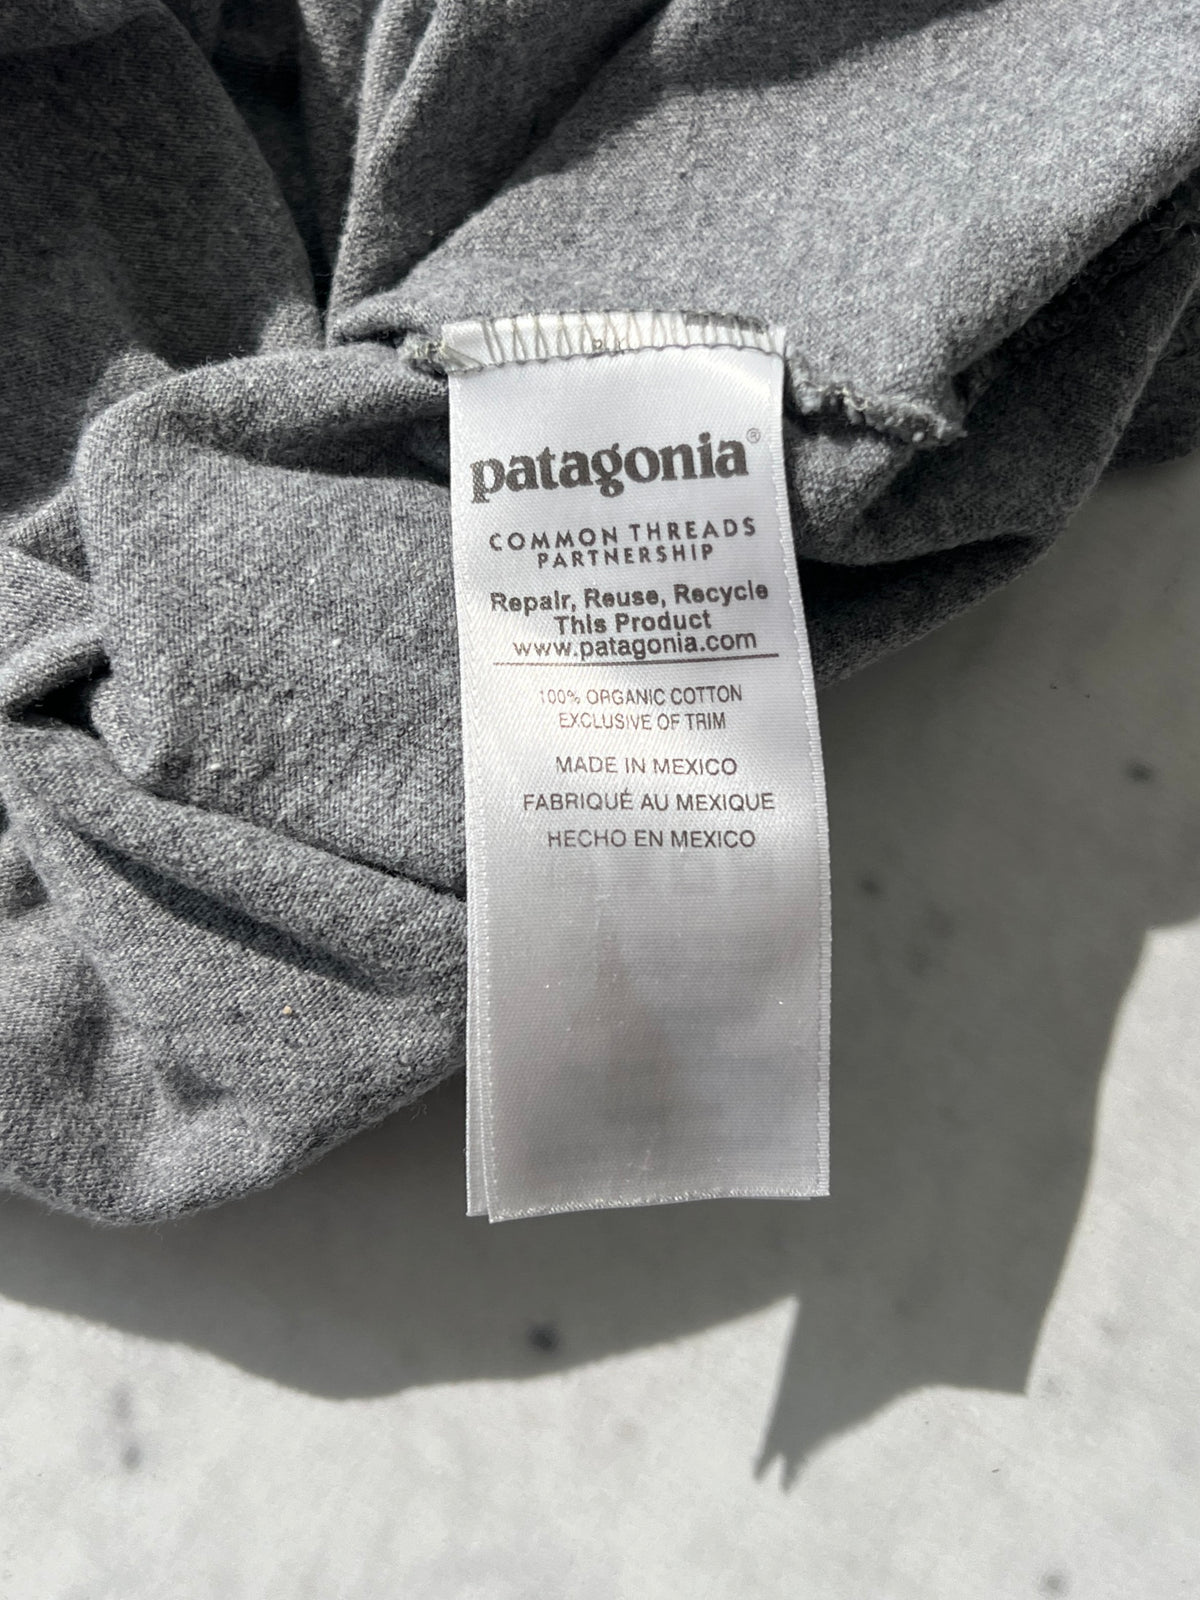 patagonia®
COMMON THREADS
PARTNERSHIP
Repair, Reuse, Recycle
This Product
www.patagonia.com
100% ORGANIC COTTON
EXCLUSIVE OF TRIM
MADE IN MEXICO
FABRIQUÉ AU MEXIQUE
HECHO EN MEXICO